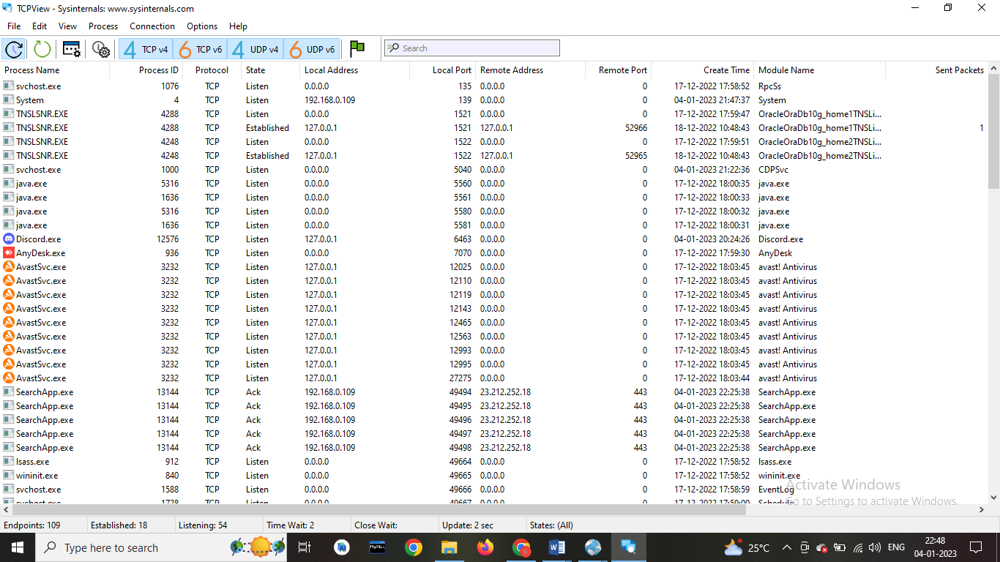 TCPView - Sysinternals: www.sysinternals.com
File Edit View Process Connection Options Help
4 TCP v4 6 TCP v6 4 UDP v4 6 UDP v6 Search
Process Name Process ID Protocol State Local Address Local Port Remote Address Remote Port Create Time Module Name Sent Packets
svchost.exe 1076 TCP Listen 0.0.0.0 135 0.0.0.0 0 17-12-2022 17:58:52 RpcSs
System 4 TCP Listen 192.168.0.109 139 0.0.0.0 0 04-01-2023 21:47:37 System
TNSLSNR.EXE 4288 TCP Listen 0.0.0.0 1521 0.0.0.0 0 17-12-2022 17:59:47 OracleOraDb10g_home1TNSLi...
TNSLSNR.EXE 4288 TCP Established 127.0.0.1 1521 127.0.0.1 52966 18-12-2022 10:48:43 OracleOraDb10g_home1TNSLi... 1
TNSLSNR.EXE 4248 TCP Listen 0.0.0.0 1522 0.0.0.0 0 17-12-2022 17:59:51 OracleOraDb10g_home2TNSLi...
TNSLSNR.EXE 4248 TCP Established 127.0.0.1 1522 127.0.0.1 52965 18-12-2022 10:48:43 OracleOraDb10g_home2TNSLi...
svchost.exe 1000 TCP Listen 0.0.0.0 5040 0.0.0.0 0 04-01-2023 21:22:36 CDPSvc
java.exe 5316 TCP Listen 0.0.0.0 5560 0.0.0.0 0 17-12-2022 18:00:35 java.exe
java.exe 1636 TCP Listen 0.0.0.0 5561 0.0.0.0 0 17-12-2022 18:00:33 java.exe
java.exe 5316 TCP Listen 0.0.0.0 5580 0.0.0.0 0 17-12-2022 18:00:32 java.exe
java.exe 1636 TCP Listen 0.0.0.0 5581 0.0.0.0 0 17-12-2022 18:00:31 java.exe
Discord.exe 12576 TCP Listen 127.0.0.1 6463 0.0.0.0 0 04-01-2023 20:24:26 Discord.exe
AnyDesk.exe 936 TCP Listen 0.0.0.0 7070 0.0.0.0 0 17-12-2022 17:59:30 AnyDesk
AvastSvc.exe 3232 TCP Listen 127.0.0.1 12025 0.0.0.0 0 17-12-2022 18:03:45 avast! Antivirus
AvastSvc.exe 3232 TCP Listen 127.0.0.1 12110 0.0.0.0 0 17-12-2022 18:03:45 avast! Antivirus
AvastSvc.exe 3232 TCP Listen 127.0.0.1 12119 0.0.0.0 0 17-12-2022 18:03:45 avast! Antivirus
AvastSvc.exe 3232 TCP Listen 127.0.0.1 12143 0.0.0.0 0 17-12-2022 18:03:45 avast! Antivirus
AvastSvc.exe 3232 TCP Listen 127.0.0.1 12465 0.0.0.0 0 17-12-2022 18:03:45 avast! Antivirus
AvastSvc.exe 3232 TCP Listen 127.0.0.1 12563 0.0.0.0 0 17-12-2022 18:03:45 avast! Antivirus
AvastSvc.exe 3232 TCP Listen 127.0.0.1 12993 0.0.0.0 0 17-12-2022 18:03:45 avast! Antivirus
AvastSvc.exe 3232 TCP Listen 127.0.0.1 12995 0.0.0.0 0 17-12-2022 18:03:45 avast! Antivirus
AvastSvc.exe 3232 TCP Listen 127.0.0.1 27275 0.0.0.0 0 17-12-2022 18:03:44 avast! Antivirus
SearchApp.exe 13144 TCP Ack 192.168.0.109 49494 23.212.252.18 443 04-01-2023 22:25:38 SearchApp.exe
SearchApp.exe 13144 TCP Ack 192.168.0.109 49495 23.212.252.18 443 04-01-2023 22:25:38 SearchApp.exe
SearchApp.exe 13144 TCP Ack 192.168.0.109 49496 23.212.252.18 443 04-01-2023 22:25:38 SearchApp.exe
SearchApp.exe 13144 TCP Ack 192.168.0.109 49497 23.212.252.18 443 04-01-2023 22:25:38 SearchApp.exe
SearchApp.exe 13144 TCP Ack 192.168.0.109 49498 23.212.252.18 443 04-01-2023 22:25:38 SearchApp.exe
lsass.exe 912 TCP Listen 0.0.0.0 49664 0.0.0.0 0 17-12-2022 17:58:52 lsass.exe
wininit.exe 840 TCP Listen 0.0.0.0 49665 0.0.0.0 0 17-12-2022 17:58:52 wininit.exe
svchost.exe 1588 TCP Listen 0.0.0.0 49666 0.0.0.0 0 17-12-2022 17:58:59 EventLog
Activate Windows
svchost.exe 1728 TCP Listen 0.0.0.0 49667 0.0.0.0 0 17-12-2022 17:59:00 Schedule
Go to Settings to activate Windows.
Endpoints: 109 Established: 18 Listening: 54 Time Wait: 2 Close Wait: Update: 2 sec States: (All)
Type here to search MySQL 25°C ENG 22:48
04-01-2023